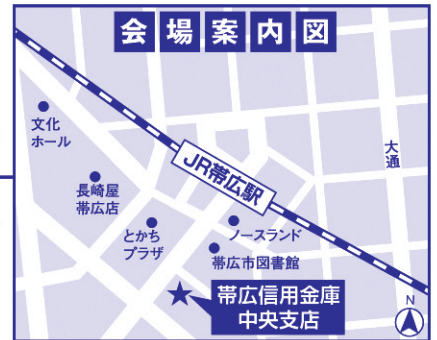 会場案内図
文化
ホール
長崎屋
帯広店
とかち
プラザ
JR帯広駅
大通
ノースランド
帯広市図書館
帯広信用金庫
中央支店
N